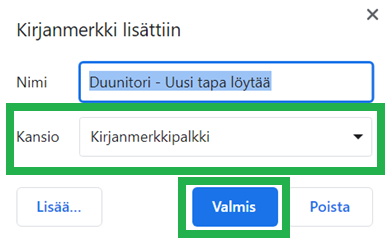 Kirjanmerkki lisättiin
Nimi Duunitori - Uusi tapa löytää
Kansio Kirjanmerkkipalkki
Lisää... Valmis Poista